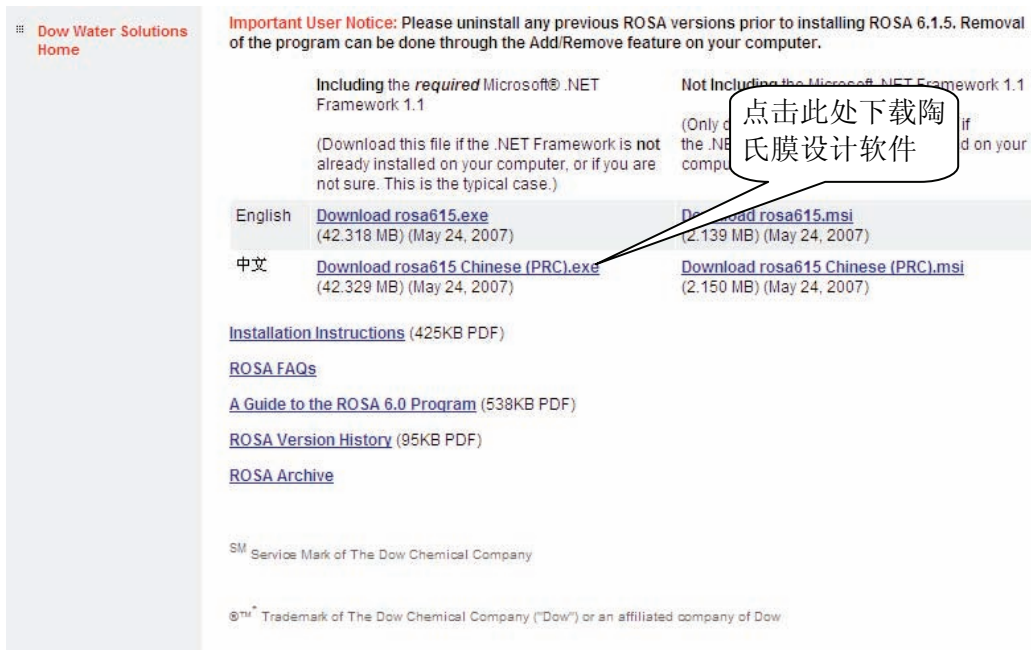 Dow Water Solutions
Home
Important User Notice: Please uninstall any previous ROSA versions prior to installing ROSA 6.1.5. Removal
of the program can be done through the Add/Remove feature on your computer.
Including the required Microsoft® .NET
Framework 1.1
(Download this file if the .NET Framework is not
already installed on your computer, or if you are
not sure. This is the typical case.)
Not Including the Microsoft .NET Framework 1.1
(Only if
the d on your
点击此处下载陶
氏膜设计软件
English
Download rosa615.exe
(42.318 MB) (May 24, 2007)
Download rosa615.msi
(2.139 MB) (May 24, 2007)
中文
Download rosa615 Chinese (PRC).exe
(42.329 MB) (May 24, 2007)
Download rosa615 Chinese (PRC).msi
(2.150 MB) (May 24, 2007)
Installation Instructions (425KB PDF)
ROSA FAQs
A Guide to the ROSA 6.0 Program (538KB PDF)
ROSA Version History (95KB PDF)
ROSA Archive
SM Service Mark of The Dow Chemical Company
®™* Trademark of The Dow Chemical Company ("Dow") or an affiliated company of Dow